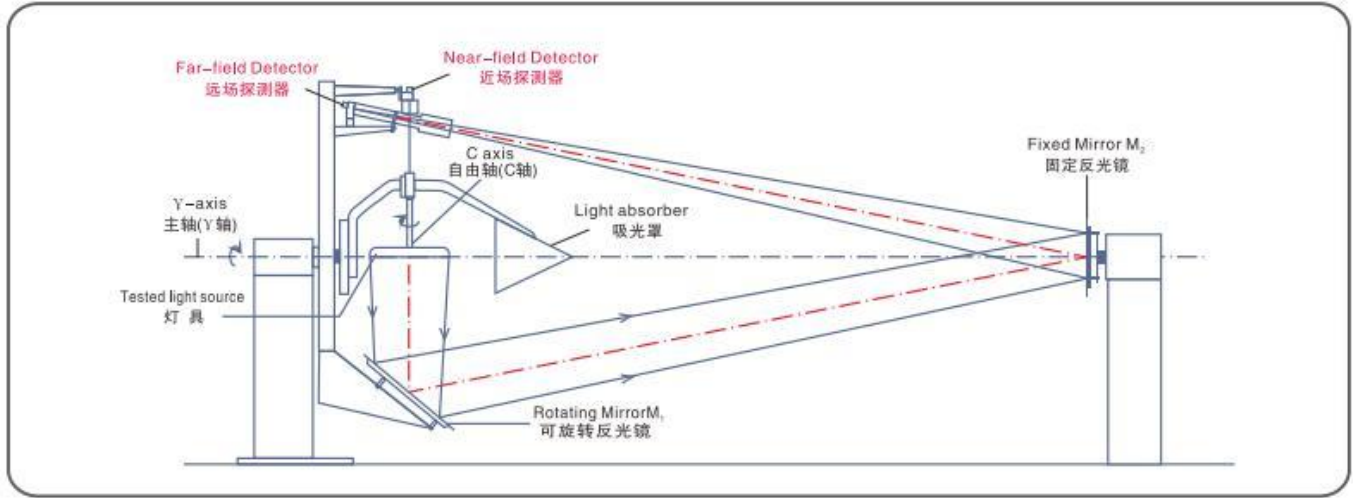 Near-field Detector
近场探测器
Far-field Detector
远场探测器
C axis
自由轴(C轴)
Fixed Mirror M₂
固定反光镜
Υ-axis
主轴(Υ轴)
Light absorber
吸光罩
Tested light source
灯 具
Rotating MirrorM₁
可旋转反光镜